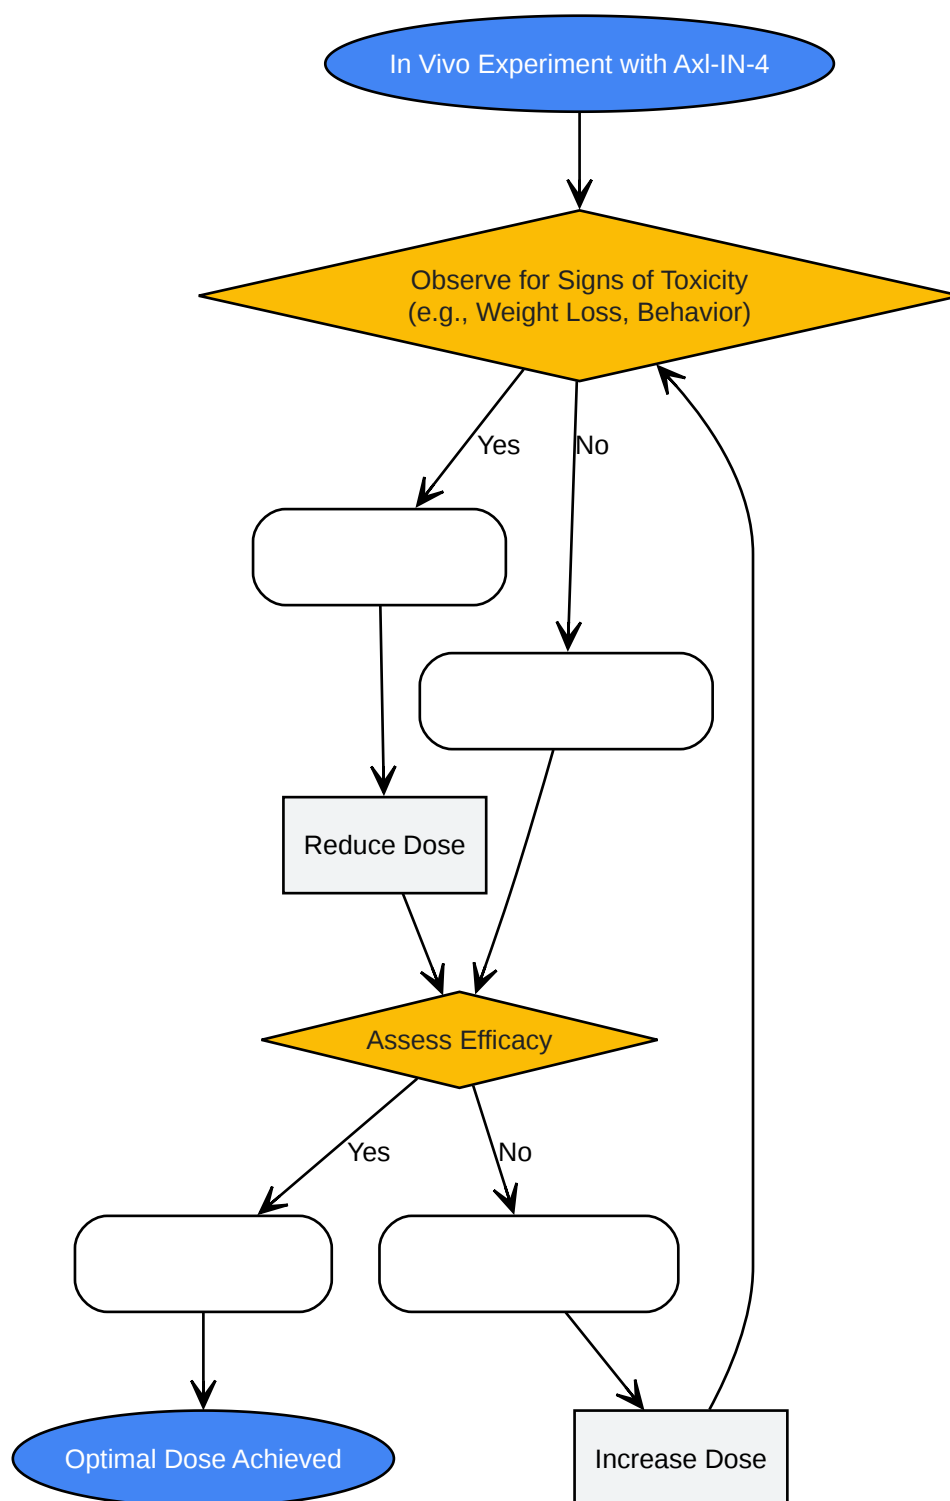 In Vivo Experiment with Axl-IN-4
Observe for Signs of Toxicity
(e.g., Weight Loss, Behavior)
Yes
No
Reduce Dose
Assess Efficacy
Yes
No
Optimal Dose Achieved
Increase Dose